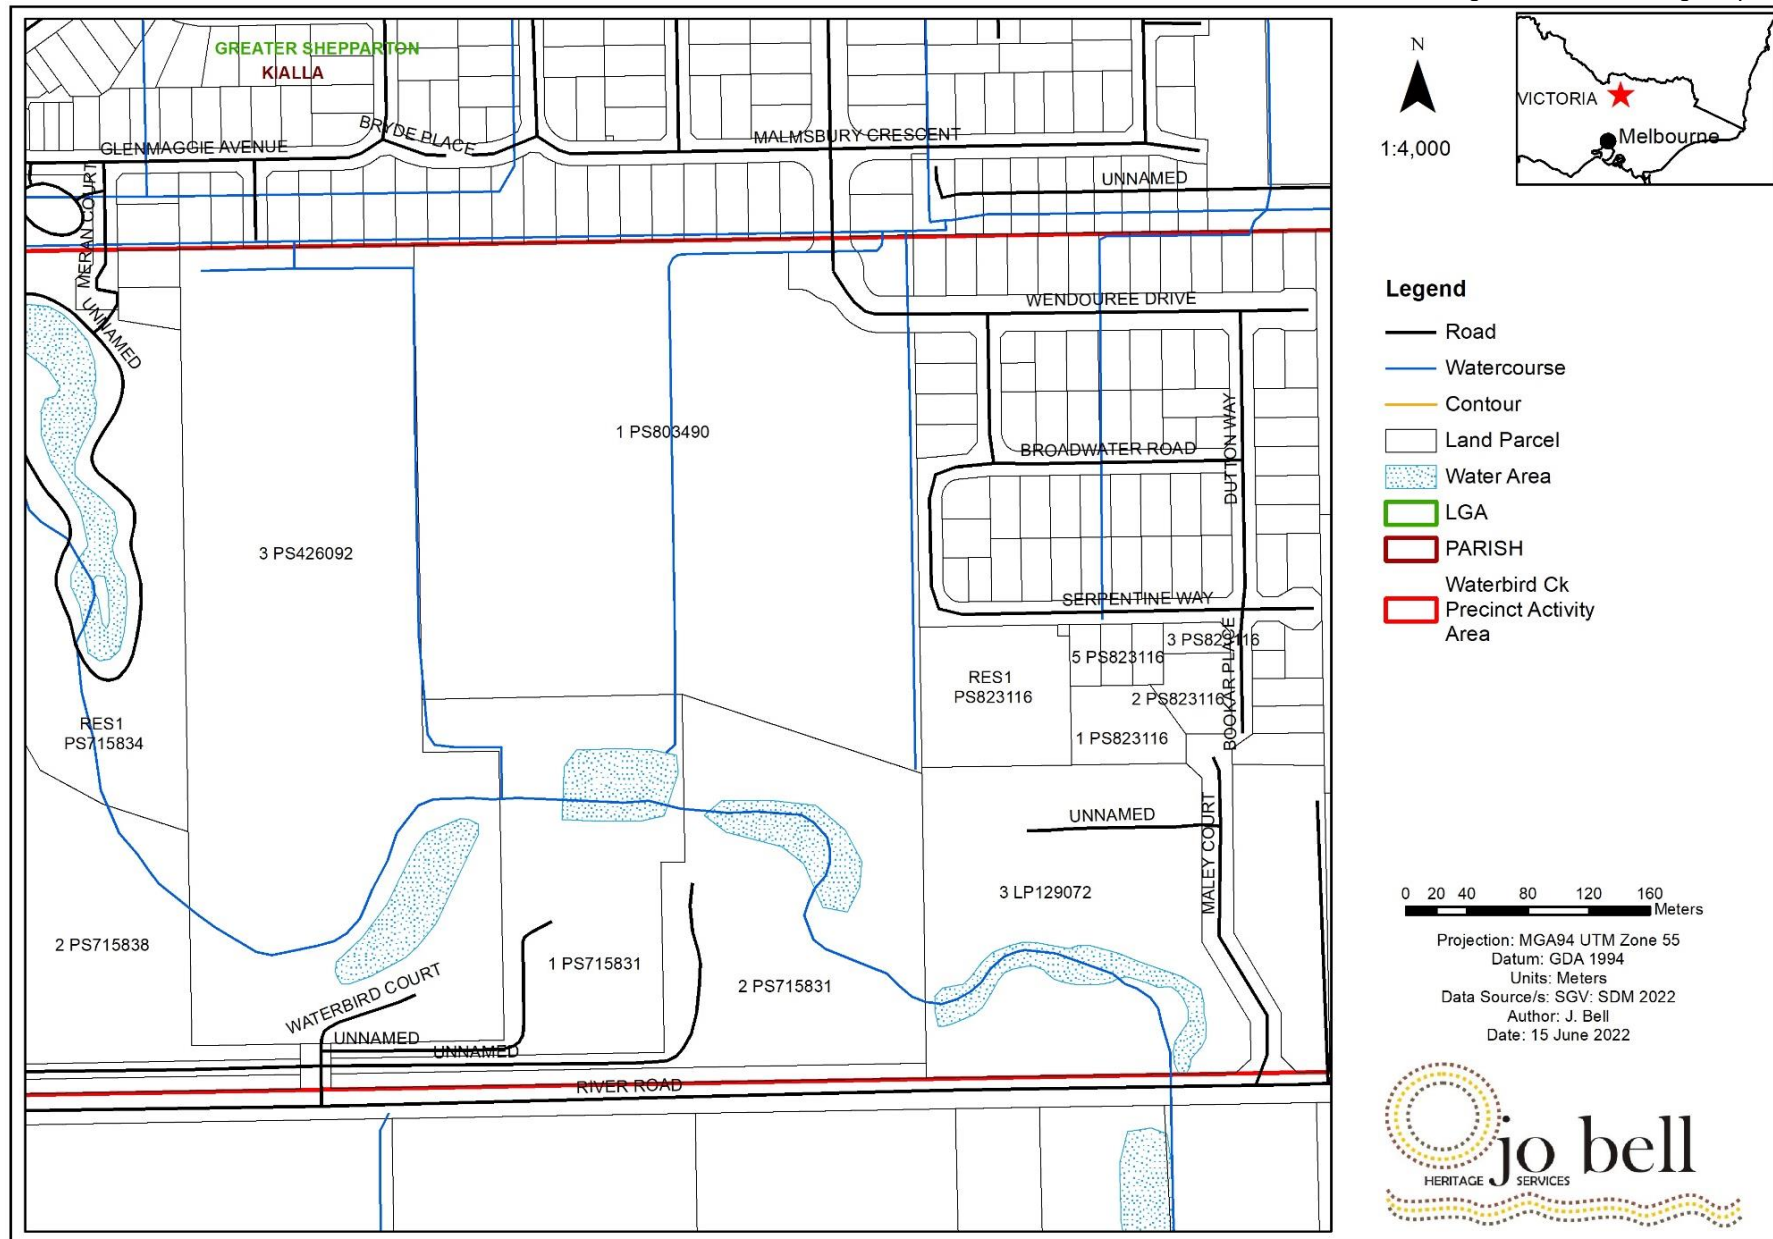 GREATER SHEPPARTON
KIALLA
GLENMAGGIE AVENUE
BRYDE PLACE
MALMSBURY CRESCENT
UNNAMED
MERAN COURT
UNNAMED
WENDOUREE DRIVE
1 PS803490
BROADWATER ROAD
DUTTON WAY
3 PS426092
SERPENTINE WAY
3 PS823116
5 PS823116
RES1
PS823116
2 PS823116
BOOKAR PLACE
1 PS823116
RES1
PS715834
UNNAMED
MALEY COURT
3 LP129072
2 PS715838
1 PS715831
2 PS715831
WATERBIRD COURT
UNNAMED
UNNAMED
RIVER ROAD
N
1:4,000
VICTORIA
Melbourne
Legend
Road
Watercourse
Contour
Land Parcel
Water Area
LGA
PARISH
Waterbird Ck
Precinct Activity
Area
0 20 40 80 120 160
Meters
Projection: MGA94 UTM Zone 55
Datum: GDA 1994
Units: Meters
Data Source/s: SGV: SDM 2022
Author: J. Bell
Date: 15 June 2022
jo bell
HERITAGE SERVICES